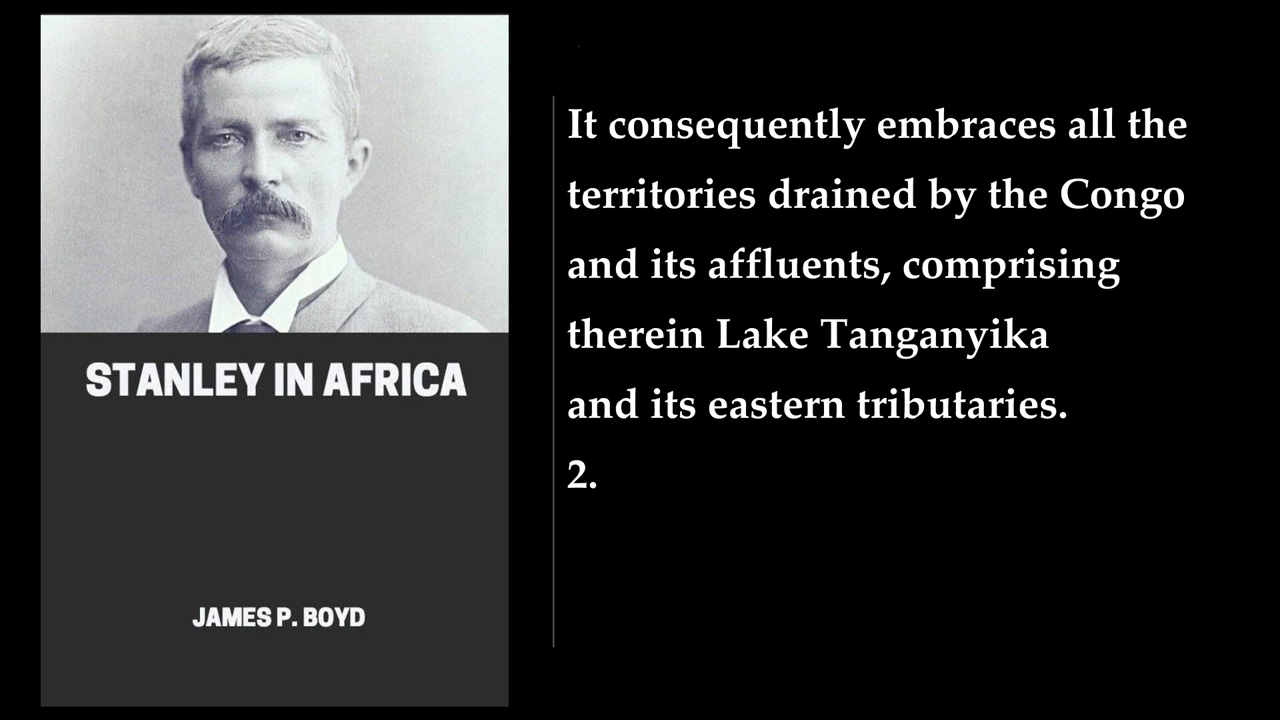 STANLEY IN AFRICA
JAMES P. BOYD
It consequently embraces all the
territories drained by the Congo
and its affluents, comprising
therein Lake Tanganyika
and its eastern tributaries.
2.